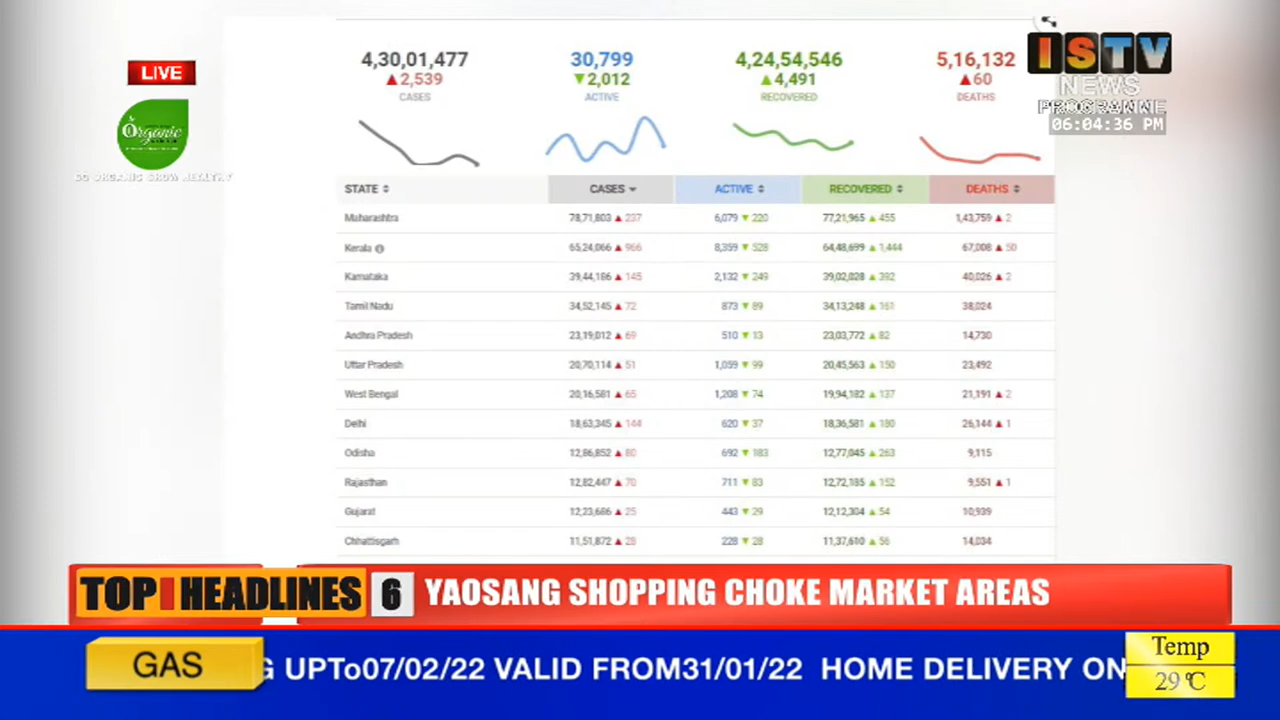 4,30,01,477 30,799 4,24,54,546 5,16,132
▲2,539 ▼2,012 ▲4,491 ▲60
CASES ACTIVE RECOVERED DEATHS
ISTV
NEWS
PROGRAMME
06:04:36 PM
LIVE
Organic
GO ORGANIC GROW HEALTHY
STATE CASES ACTIVE RECOVERED DEATHS
Maharashtra 78,71,803 ▲ 237 6,079 ▼ 220 77,21,965 ▲ 455 1,43,759 ▲ 2
Kerala 65,24,066 ▲ 966 8,359 ▼ 528 64,48,699 ▲ 1,444 67,008 ▲ 50
Karnataka 39,44,186 ▲ 145 2,132 ▼ 249 39,02,028 ▲ 392 40,026 ▲ 2
Tamil Nadu 34,52,145 ▲ 72 873 ▼ 89 34,13,248 ▲ 161 38,024
Andhra Pradesh 23,19,012 ▲ 69 510 ▼ 13 23,03,772 ▲ 82 14,730
Uttar Pradesh 20,70,114 ▲ 51 1,059 ▼ 99 20,45,563 ▲ 150 23,492
West Bengal 20,16,581 ▲ 65 1,208 ▼ 74 19,94,182 ▲ 137 21,191 ▲ 2
Delhi 18,63,345 ▲ 144 620 ▼ 37 18,36,581 ▲ 180 26,144 ▲ 1
Odisha 12,86,852 ▲ 80 692 ▼ 183 12,77,045 ▲ 263 9,115
Rajasthan 12,82,447 ▲ 70 711 ▼ 83 12,72,185 ▲ 152 9,551 ▲ 1
Gujarat 12,23,686 ▲ 25 443 ▼ 29 12,12,304 ▲ 54 10,939
Chhattisgarh 11,51,872 ▲ 28 228 ▼ 28 11,37,610 ▲ 56 14,034
TOP HEADLINES 6 YAOSANG SHOPPING CHOKE MARKET AREAS
GAS G UPTo07/02/22 VALID FROM31/01/22 HOME DELIVERY ON
Temp
29°C